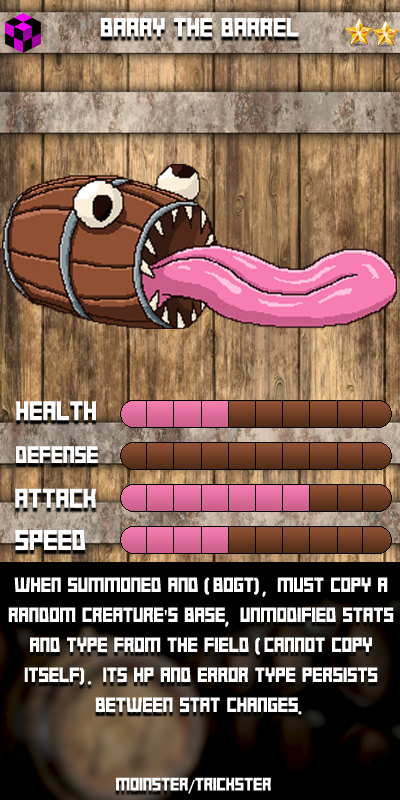 BARRY THE BARREL
HEALTH
DEFENSE
ATTACK
SPEED
WHEN SUMMONED AND (BOGT), MUST COPY A
RANDOM CREATURE'S BASE, UNMODIFIED STATS
AND TYPE FROM THE FIELD (CANNOT COPY
ITSELF). ITS HP AND ERROR TYPE PERSISTS
BETWEEN STAT CHANGES.
MOINSTER/TRICKSTER